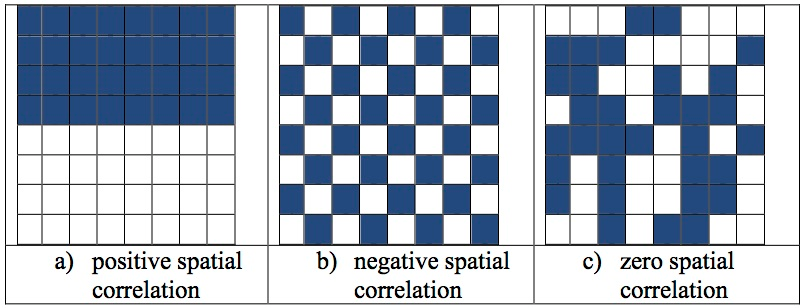 a) positive spatial
correlation
b) negative spatial
correlation
c) zero spatial
correlation